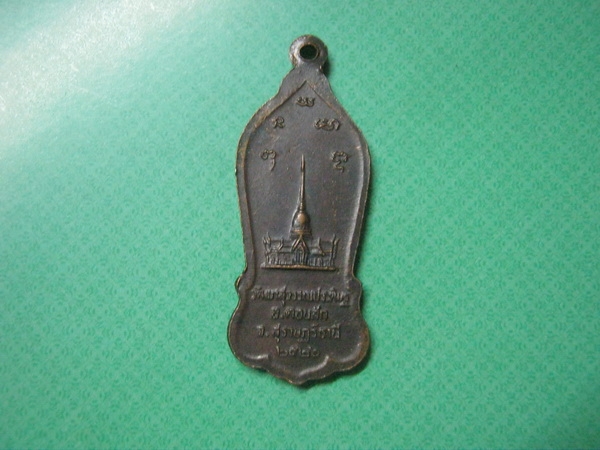 วัดเขาสุวรรณประดิษฐ์
อ.ดอนสัก
จ.สุราษฎร์ธานี
๒๕๒๐